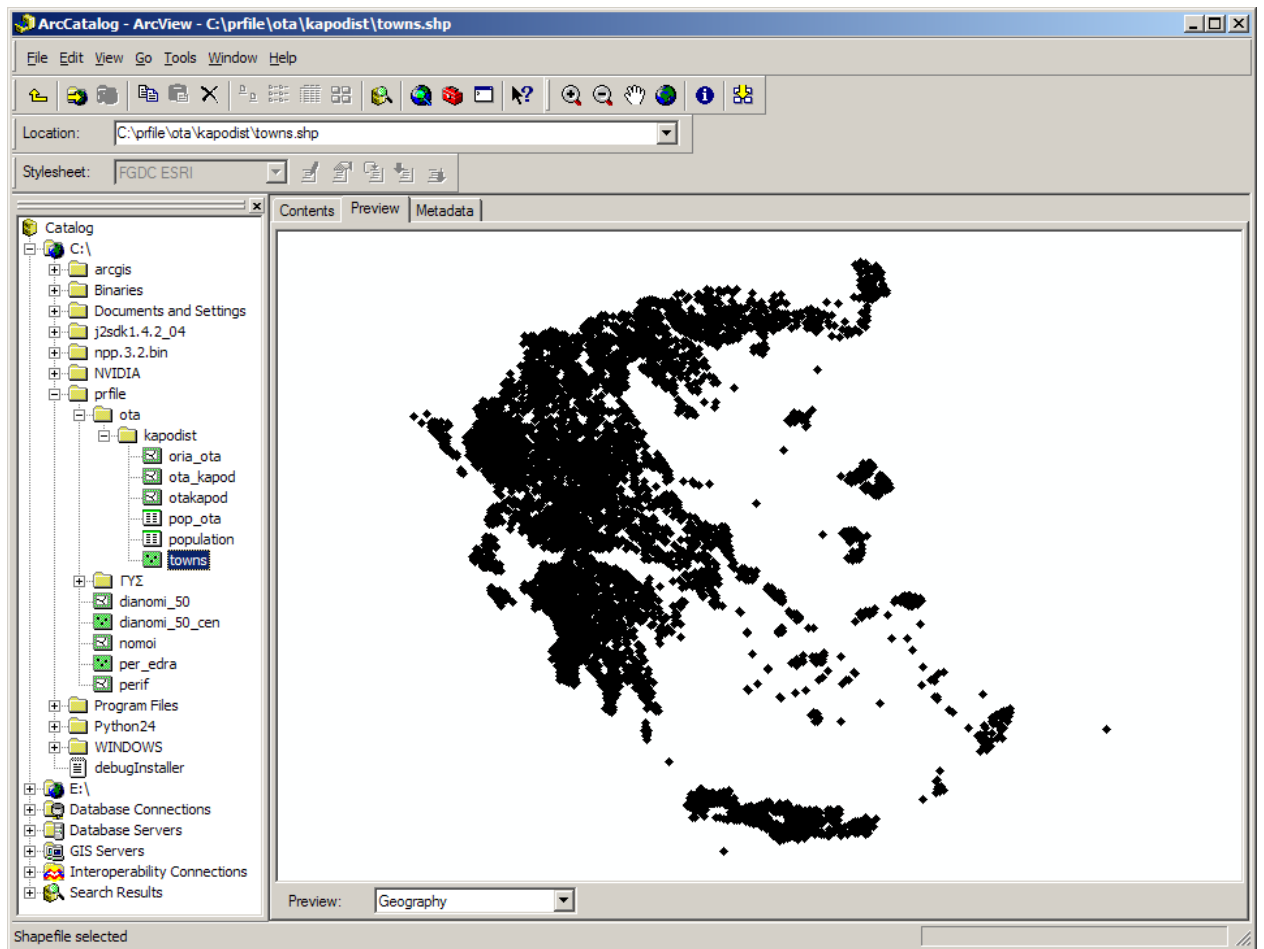 ArcCatalog - ArcView - C:\prfile\ota\kapodist\towns.shp
File Edit View Go Tools Window Help
Location: C:\prfile\ota\kapodist\towns.shp
Stylesheet: FGDC ESRI
Contents Preview Metadata
Catalog
C:\
arcgis
Binaries
Documents and Settings
j2sdk1.4.2_04
npp.3.2.bin
NVIDIA
prfile
ota
kapodist
oria_ota
ota_kapod
otakapod
pop_ota
population
towns
ΓΥΣ
dianomi_50
dianomi_50_cen
nomoi
per_edra
perif
Program Files
Python24
WINDOWS
debugInstaller
E:\
Database Connections
Database Servers
GIS Servers
Interoperability Connections
Search Results
Preview: Geography
Shapefile selected